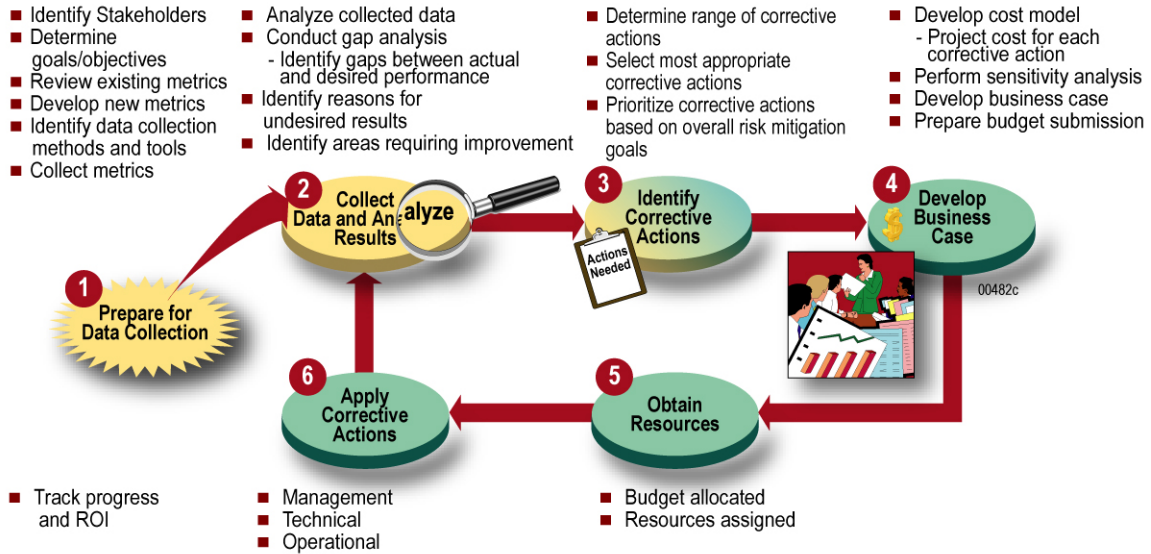 ■ Identify Stakeholders
■ Determine
goals/objectives
■ Review existing metrics
■ Develop new metrics
■ Identify data collection
methods and tools
■ Collect metrics
■ Analyze collected data
■ Conduct gap analysis
- Identify gaps between actual
and desired performance
■ Identify reasons for
undesired results
■ Identify areas requiring improvement
■ Determine range of corrective
actions
■ Select most appropriate
corrective actions
■ Prioritize corrective actions
based on overall risk mitigation
goals
■ Develop cost model
- Project cost for each
corrective action
■ Perform sensitivity analysis
■ Develop business case
■ Prepare budget submission
1
Prepare for
Data Collection
2
Collect
Data and Analyze
Results
3
Identify
Corrective
Actions
Actions
Needed
4
$
Develop
Business
Case
00482c
5
Obtain
Resources
6
Apply
Corrective
Actions
■ Track progress
and ROI
■ Management
■ Technical
■ Operational
■ Budget allocated
■ Resources assigned